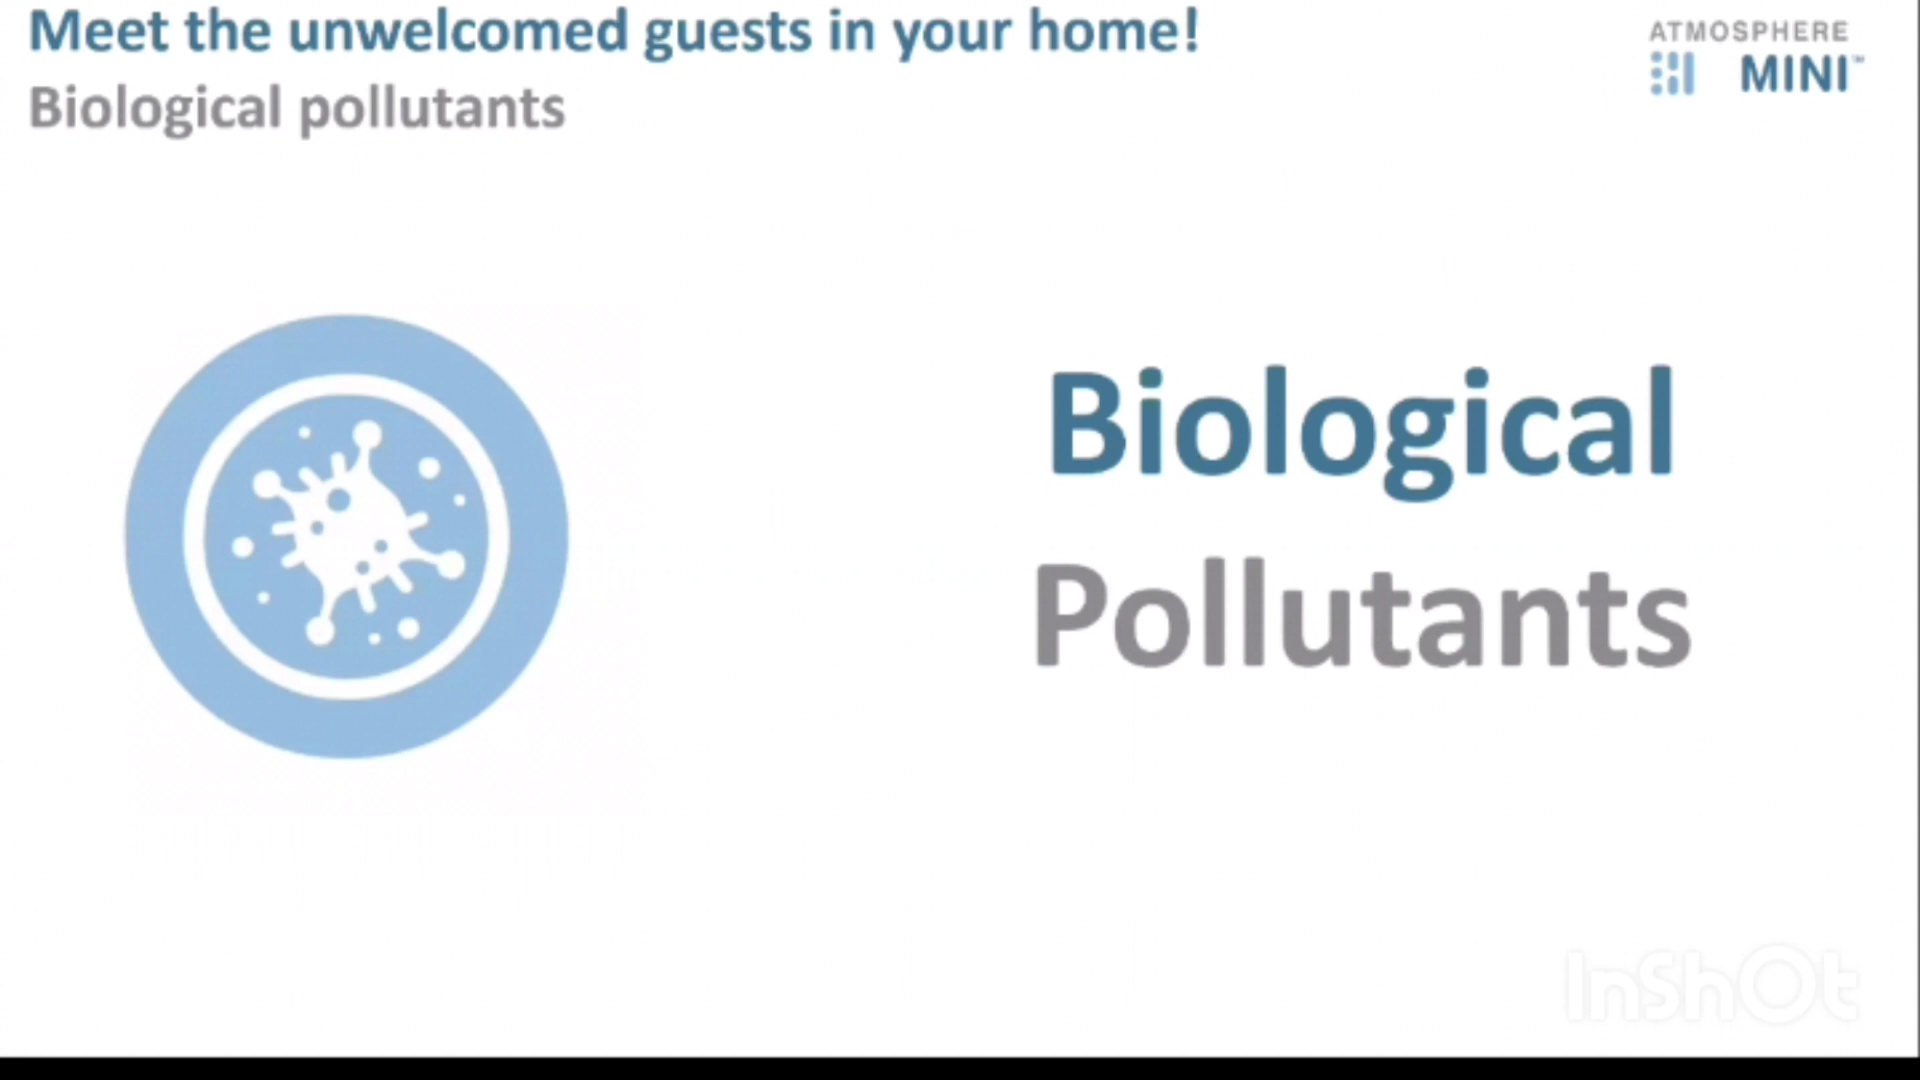 Meet the unwelcomed guests in your home!
Biological pollutants
ATMOSPHERE
MINI™
Biological
Pollutants
InShOt